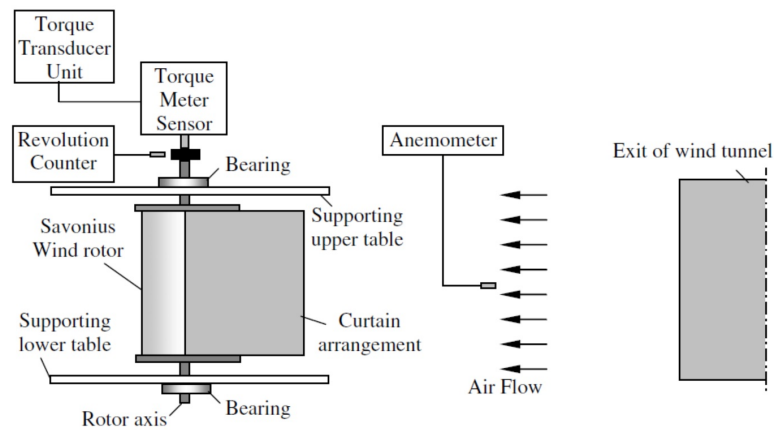 Torque
Transducer
Unit
Torque
Meter
Sensor
Revolution
Counter
Bearing
Anemometer
Exit of wind tunnel
Savonius
Wind rotor
Supporting
upper table
Supporting
lower table
Curtain
arrangement
Air Flow
Rotor axis
Bearing